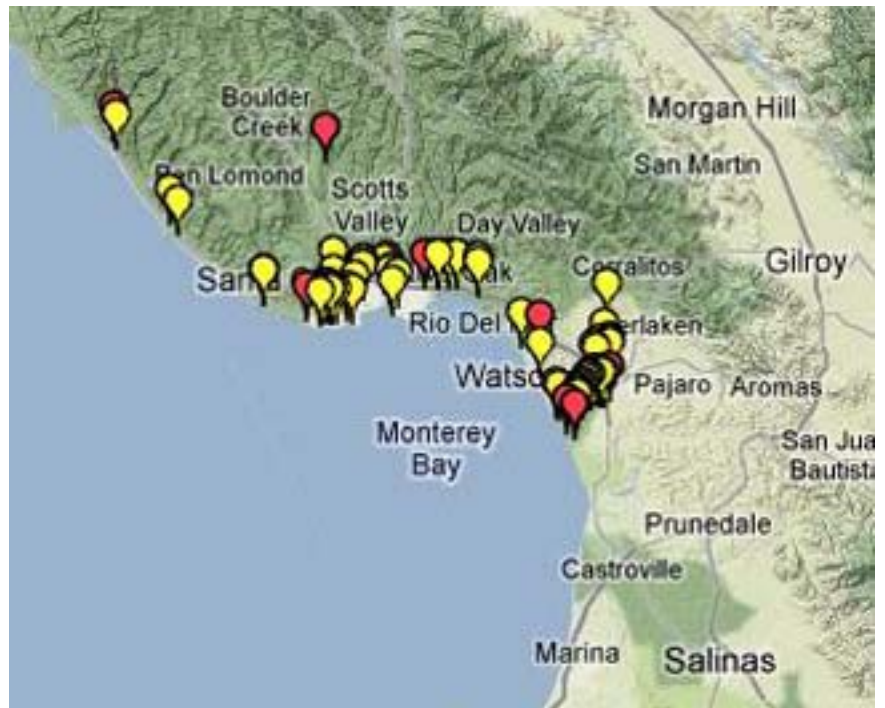 Boulder
Creek
Morgan Hill
San Martin
Lomond
Scotts
Valley
Day Valley
Corralitos
Gilroy
Rio Del
Pajaro
Aromas
Monterey
Bay
San Jua
Bautista
Prunedale
Castroville
Marina
Salinas